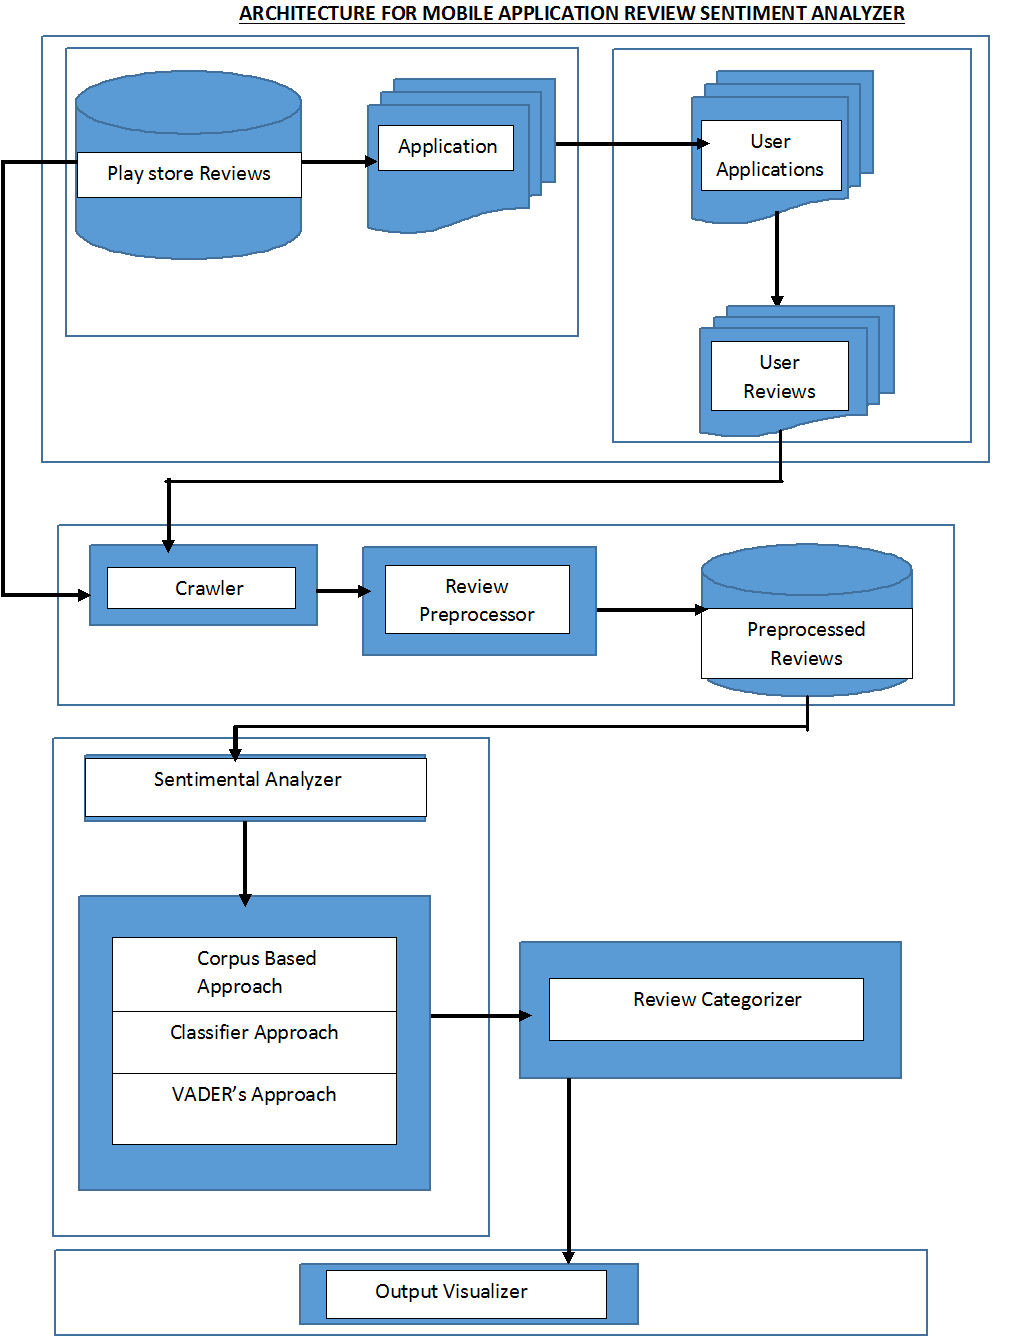 ARCHITECTURE FOR MOBILE APPLICATION REVIEW SENTIMENT ANALYZER
Play store Reviews
Application
User
Applications
User
Reviews
Crawler
Review
Preprocessor
Preprocessed
Reviews
Sentimental Analyzer
Corpus Based
Approach
Classifier Approach
VADER’s Approach
Review Categorizer
Output Visualizer